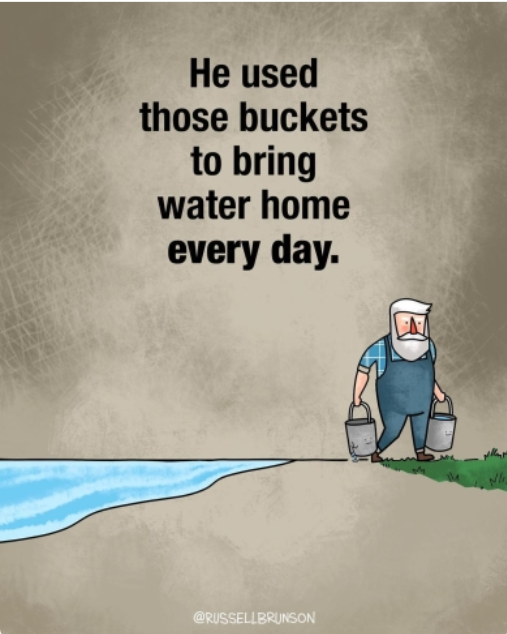 He used
those buckets
to bring
water home
every day.
@RUSSELLBRUNSON